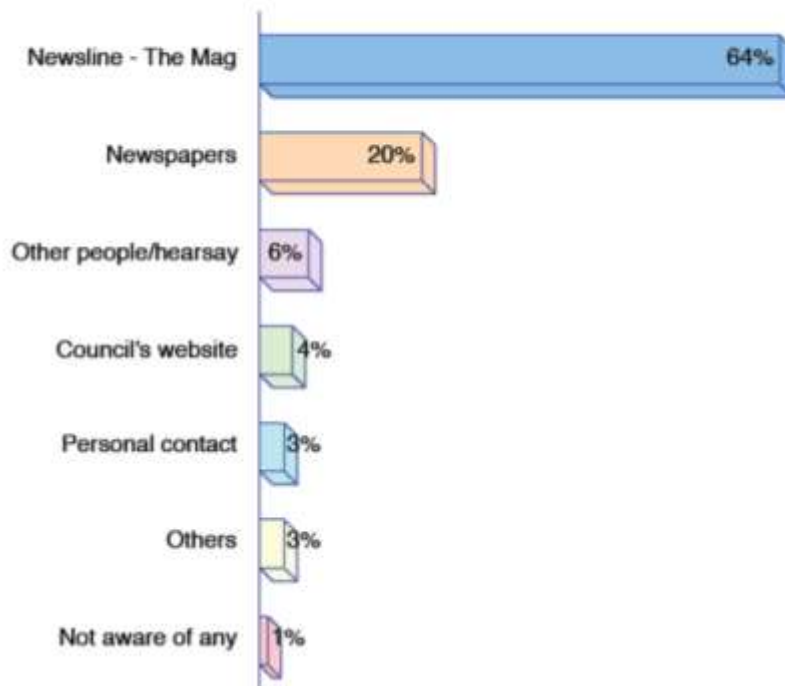 Newsline - The Mag 64%
Newspapers 20%
Other people/hearsay 6%
Council's website 4%
Personal contact 3%
Others 3%
Not aware of any 1%